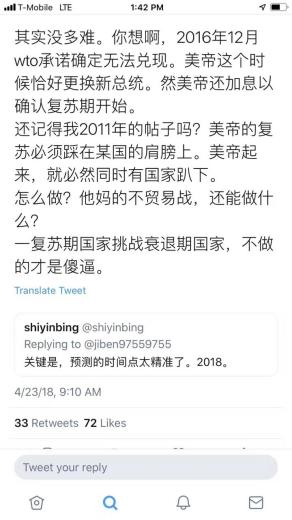 T-Mobile LTE 1:42 PM
其实没多难。你想啊，2016年12月
wto承诺确定无法兑现。美帝这个时
候恰好更换新总统。然美帝还加息以
确认复苏期开始。
还记得我2011年的帖子吗？美帝的复
苏必须踩在某国的肩膀上。美帝起
来，就必然同时有国家趴下。
怎么做？他妈的不贸易战，还能做什
么？
一复苏期国家挑战衰退期国家，不做
的才是傻逼。
Translate Tweet
shiyinbing @shiyinbing
Replying to @jiben97559755
关键是，预测的时间点太精准了。2018。
4/23/18, 9:10 AM
33 Retweets 72 Likes
Tweet your reply